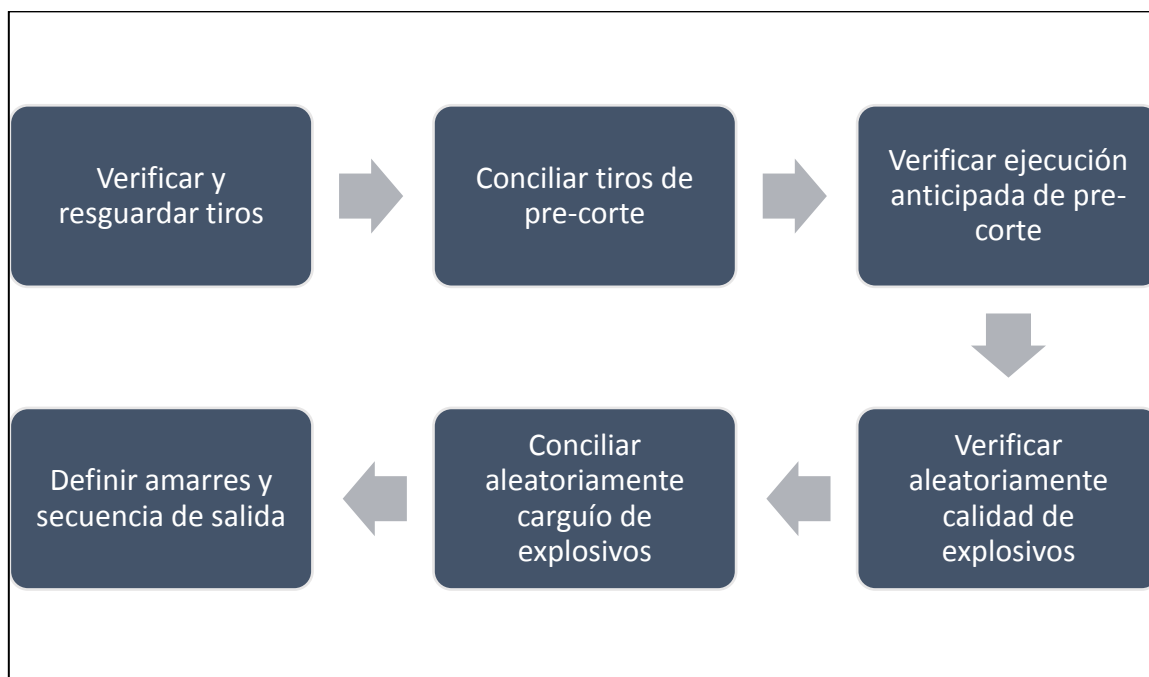 Verificar y
resguardar tiros
Conciliar tiros de
pre-corte
Verificar ejecución
anticipada de pre-
corte
Verificar
aleatoriamente
calidad de
explosivos
Conciliar
aleatoriamente
carguío de
explosivos
Definir amarres y
secuencia de salida